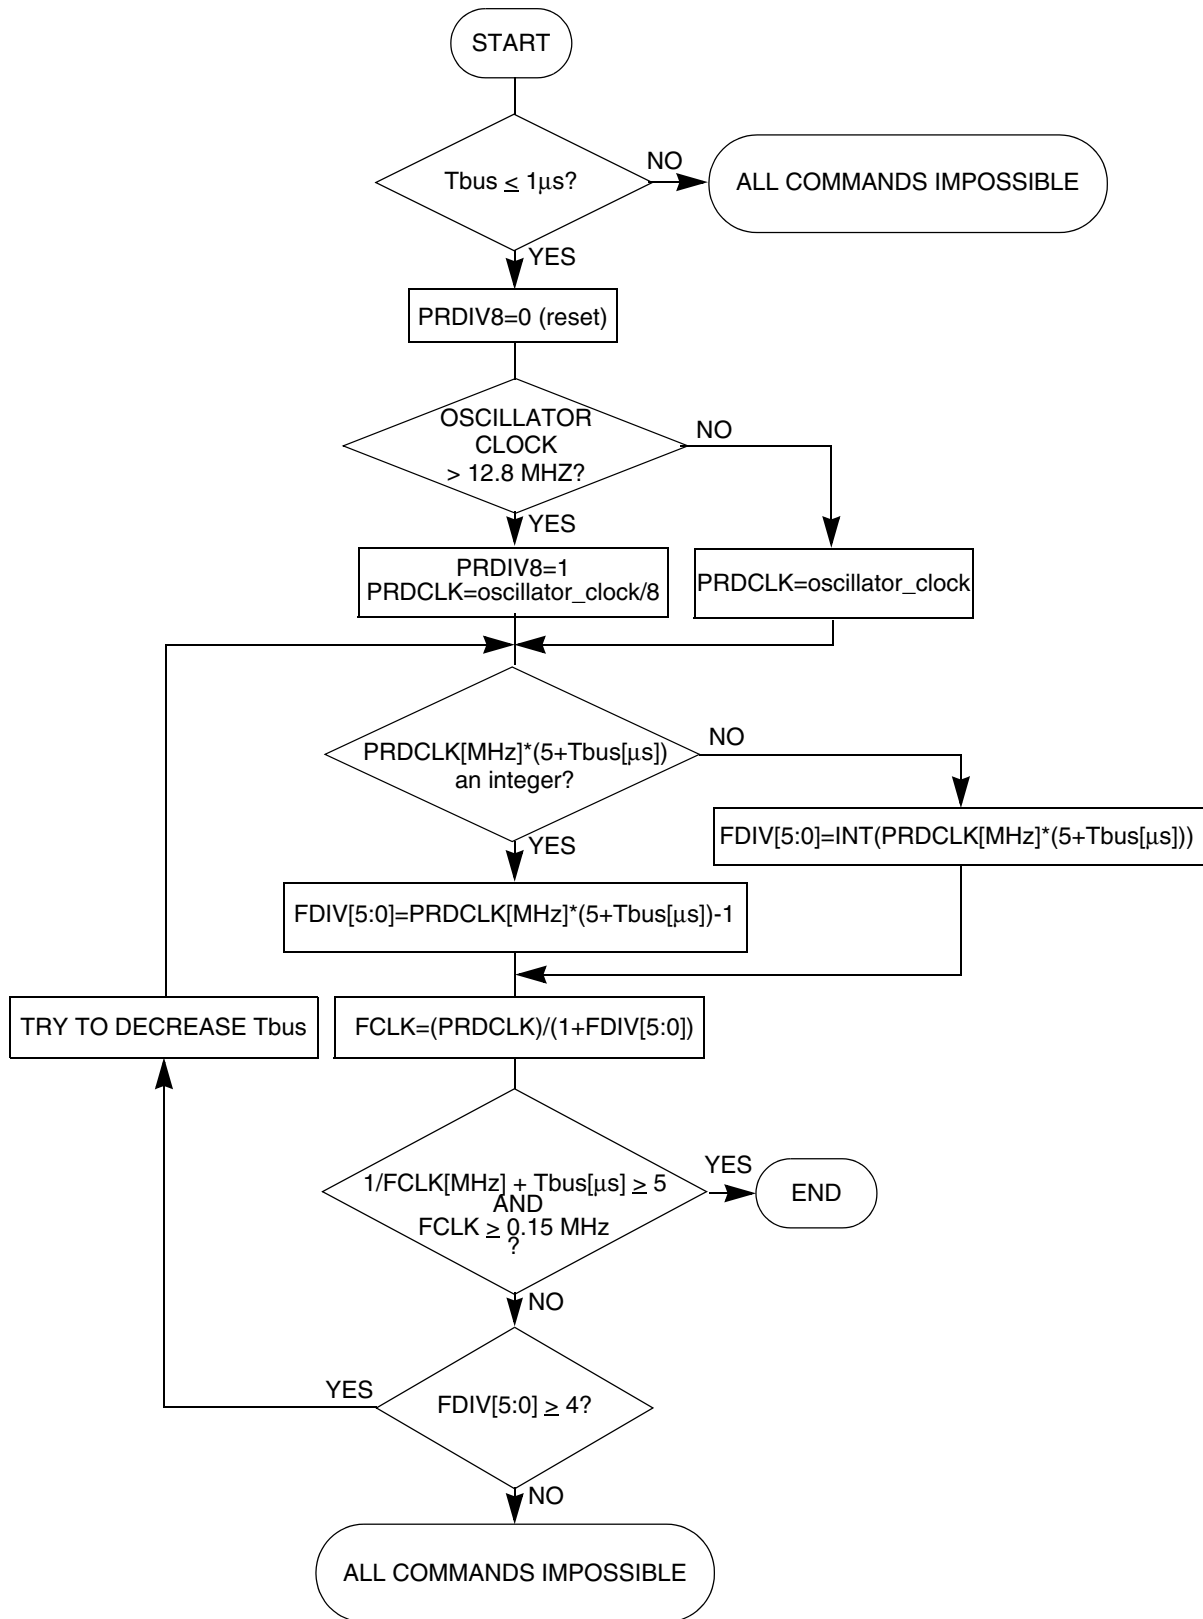 START
Tbus ≤ 1μs?
NO
ALL COMMANDS IMPOSSIBLE
YES
PRDIV8=0 (reset)
OSCILLATOR
CLOCK
> 12.8 MHZ?
NO
YES
PRDIV8=1
PRDCLK=oscillator_clock/8
PRDCLK=oscillator_clock
PRDCLK[MHz]*(5+Tbus[μs])
an integer?
NO
YES
FDIV[5:0]=INT(PRDCLK[MHz]*(5+Tbus[μs]))
FDIV[5:0]=PRDCLK[MHz]*(5+Tbus[μs])-1
TRY TO DECREASE Tbus
FCLK=(PRDCLK)/(1+FDIV[5:0])
1/FCLK[MHz] + Tbus[μs] ≥ 5
AND
FCLK ≥ 0.15 MHz
?
YES
END
NO
YES
FDIV[5:0] ≥ 4?
NO
ALL COMMANDS IMPOSSIBLE